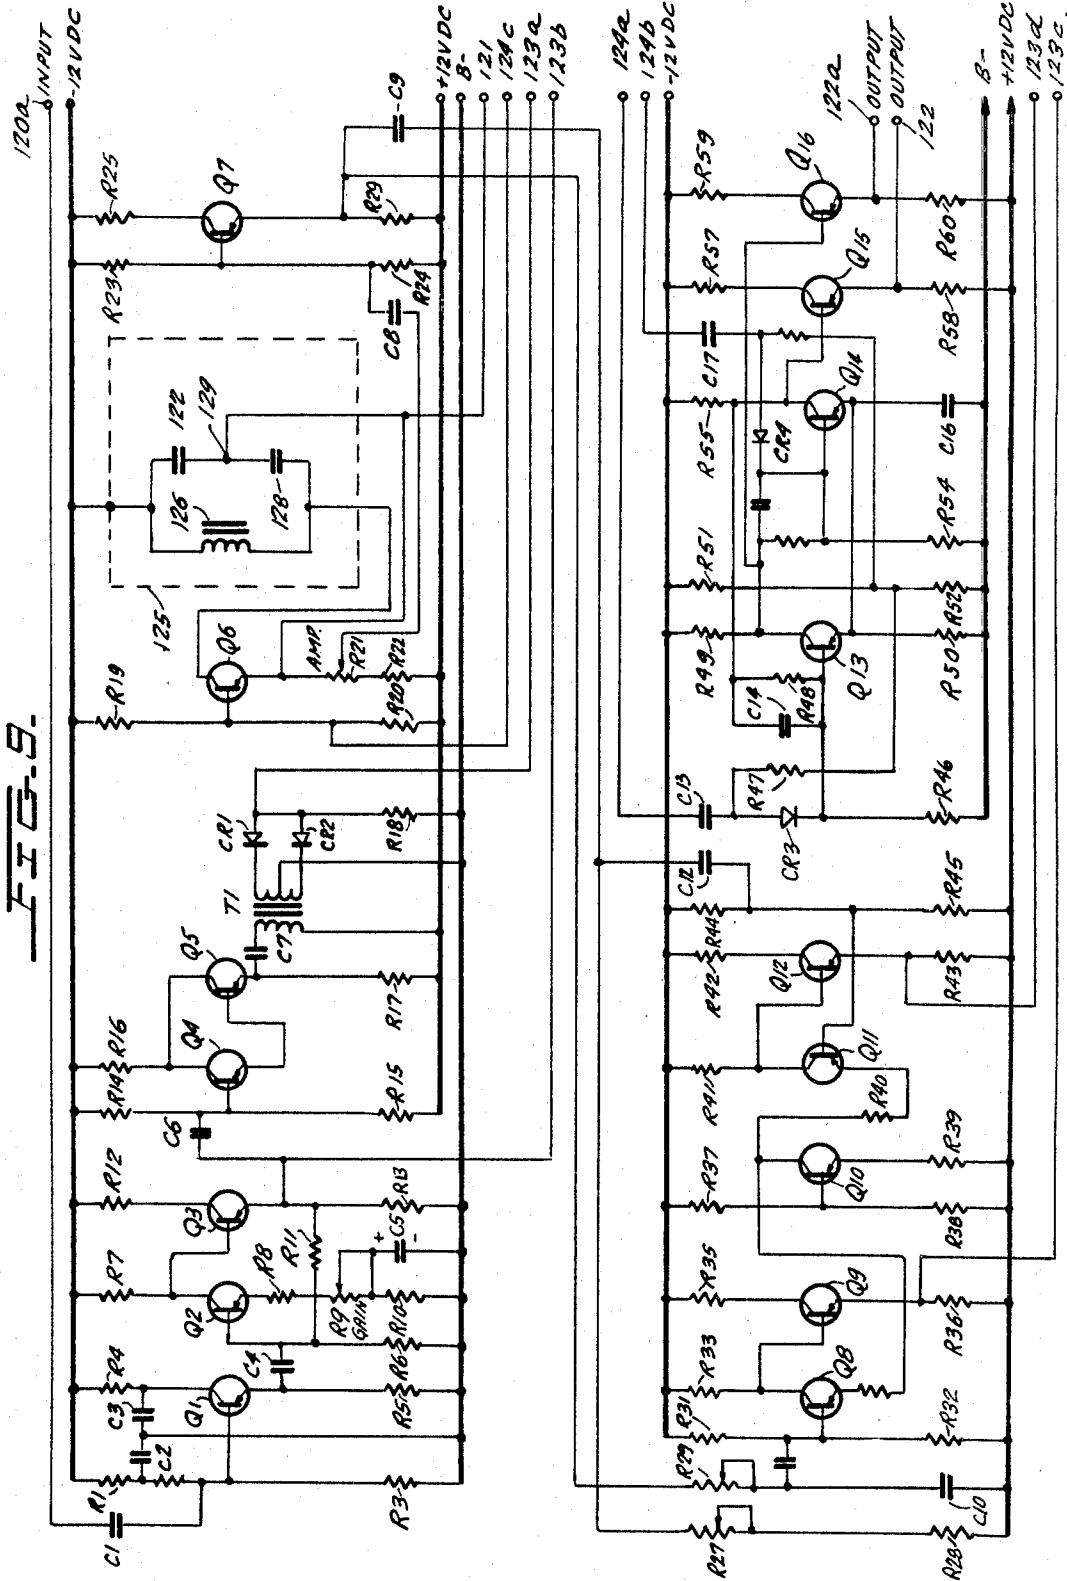 FIG. 9.
120a
INPUT
-12VDC
R25
Q7
R29
C9
R23
R24
C8
+12VDC
B-
121
124c
123a
123b
122
129
126
128
125
R19
Q6
AMP.
R21
R22
R20
CR1
CR2
R18
T1
C7
Q5
Q4
R16
R14
R17
R15
C6
R12
Q3
R13
R11
C5
+
-
R7
Q2
R8
R9
GAIN
R10
R6
C4
R4
C3
Q1
R5
C2
R1
C1
R3
124a
124b
-12VDC
122a
OUTPUT
OUTPUT
122
B-
+12VDC
123d
123c
R59
Q16
R60
R57
Q15
R58
C17
R55
Q14
C16
CR4
R54
R51
R52
R49
Q13
R50
R48
C14
R47
C13
CR3
R46
C12
R44
R45
R42
Q12
R43
R41
Q11
R40
R37
Q10
R39
R38
R35
Q9
R36
R33
Q8
R31
R32
R29
C10
R27
R28